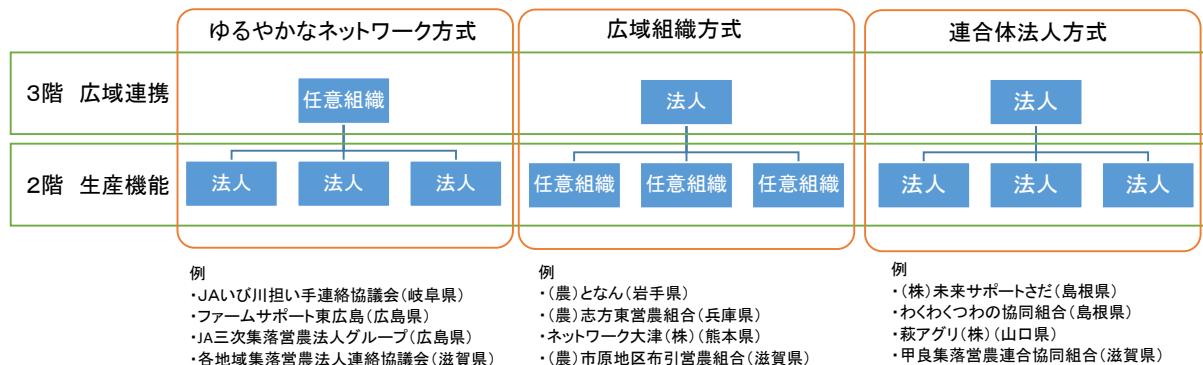 ゆるやかなネットワーク方式
広域組織方式
連合体法人方式
3階 広域連携
任意組織
法人
法人
2階 生産機能
法人
法人
法人
任意組織
任意組織
任意組織
法人
法人
法人
例
・JAいび川担い手連絡協議会(岐阜県)
・ファームサポート東広島(広島県)
・JA三次集落営農法人グループ(広島県)
・各地域集落営農法人連絡協議会(滋賀県)
例
・(農)となん(岩手県)
・(農)志方東営農組合(兵庫県)
・ネットワーク大津(株)(熊本県)
・(農)市原地区布引営農組合(滋賀県)
例
・(株)未来サポートさだ(島根県)
・わくわくつわの協同組合(島根県)
・萩アグリ(株)(山口県)
・甲良集落営農連合協同組合(滋賀県)